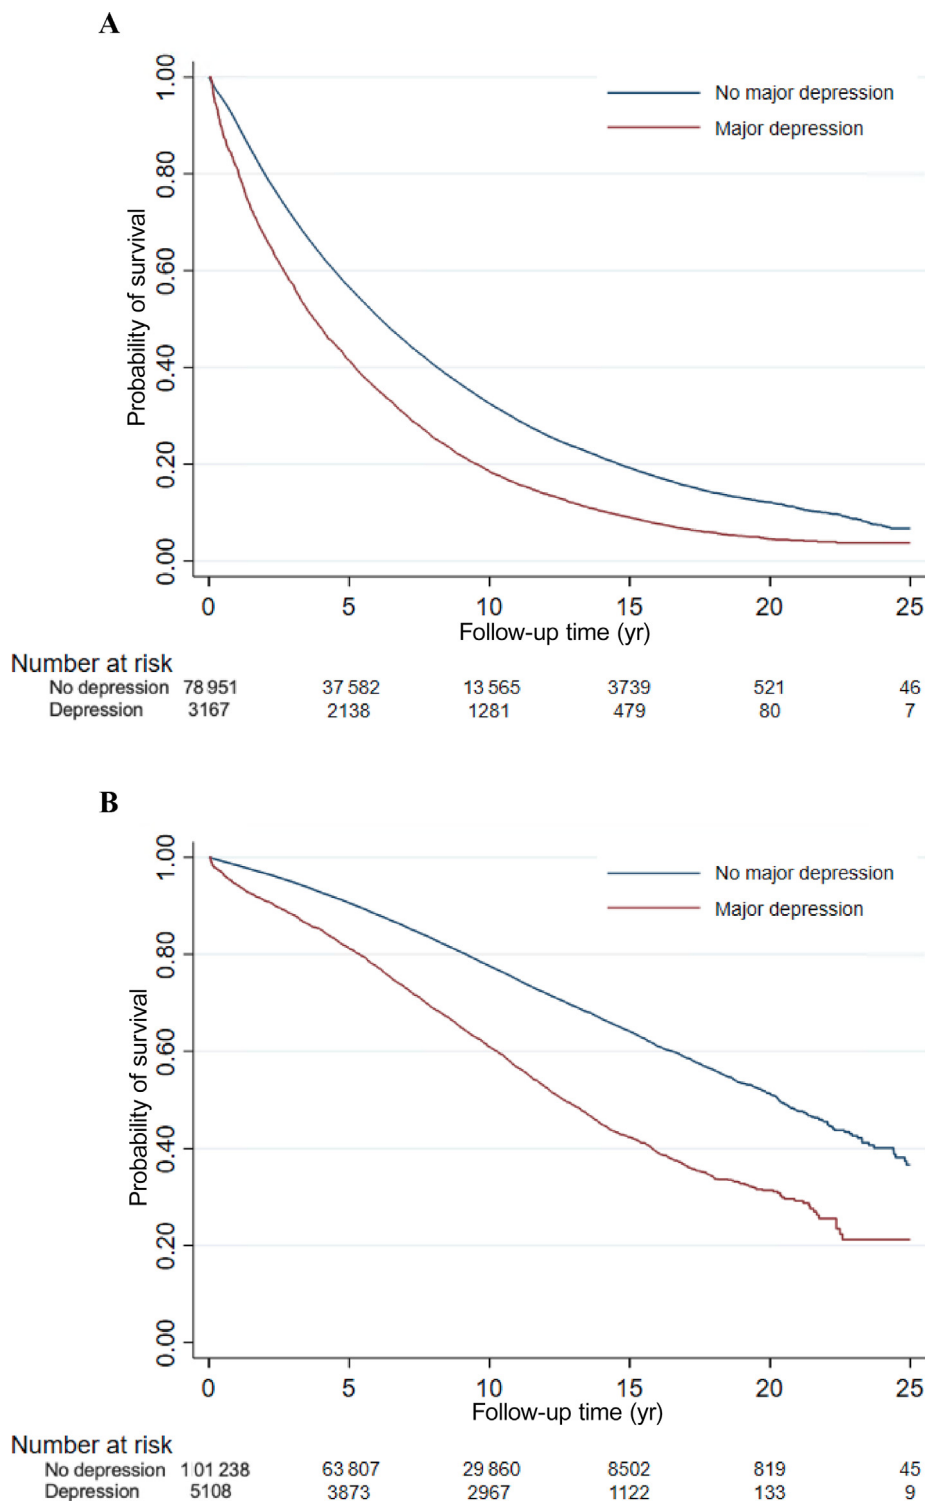 A
1.00
0.80
0.60
0.40
0.20
0.00
Probability of survival
No major depression
Major depression
0 5 10 15 20 25
Follow-up time (yr)
Number at risk
No depression 78 951 37 582 13 565 3739 521 46
Depression 3167 2138 1281 479 80 7
B
1.00
0.80
0.60
0.40
0.20
0.00
Probability of survival
No major depression
Major depression
0 5 10 15 20 25
Follow-up time (yr)
Number at risk
No depression 1 01 238 63 807 29 860 8502 819 45
Depression 5108 3873 2967 1122 133 9